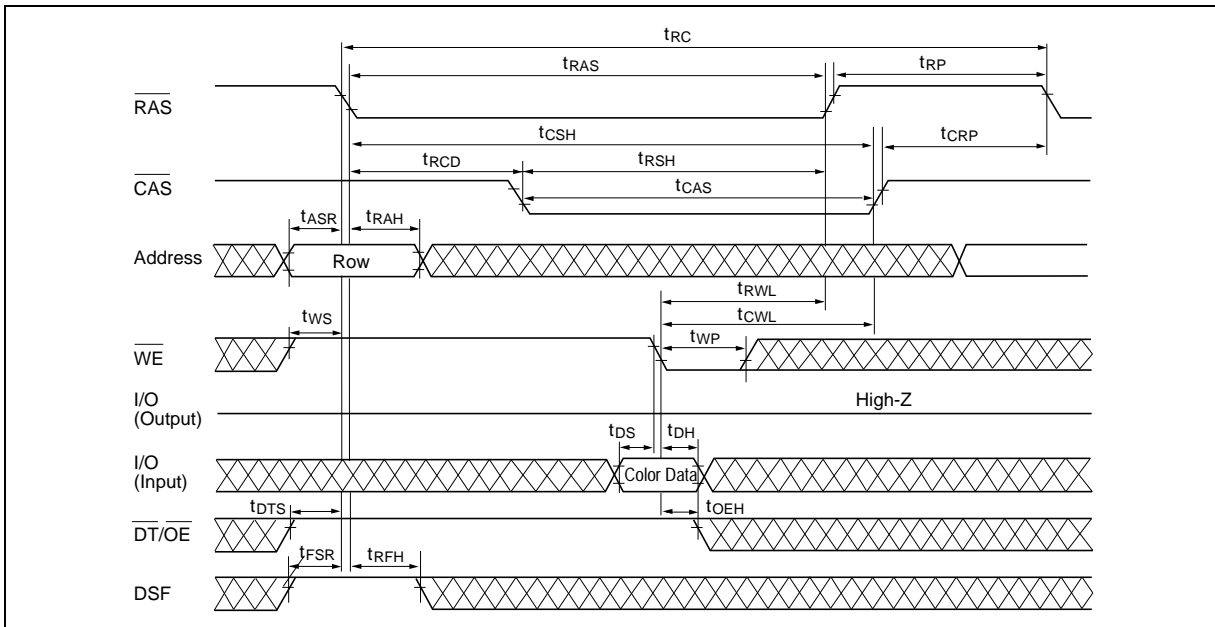 tRC
tRAS
tRP
RAS
tCSH
tCRP
tRCD
tRSH
CAS
tCAS
tASR
tRAH
Address
Row
tRWL
tWS
tCWL
tWP
WE
I/O
(Output)
High-Z
tDS
tDH
I/O
(Input)
Color Data
tDTS
tOEH
DT/OE
tFSR
tRFH
DSF